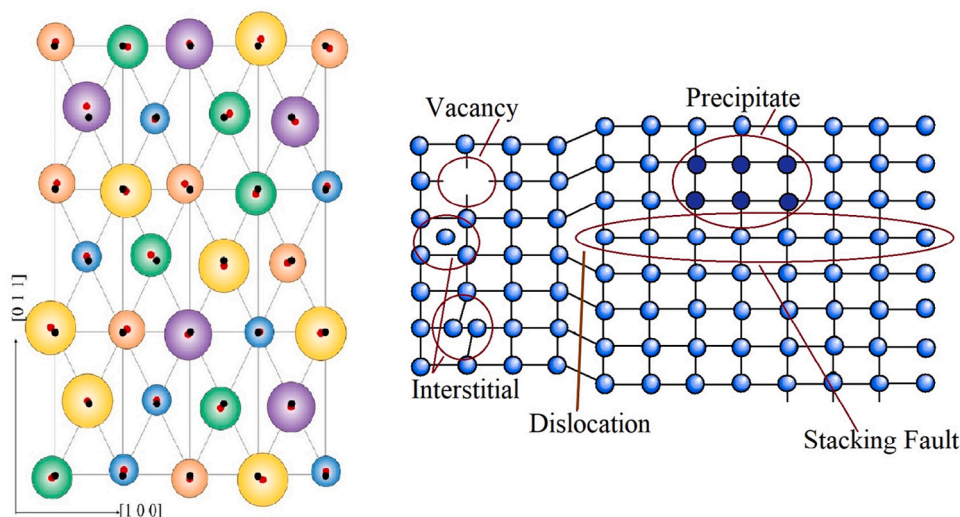 [0 1 1]
[1 0 0]
Vacancy
Precipitate
Interstitial
Dislocation
Stacking Fault